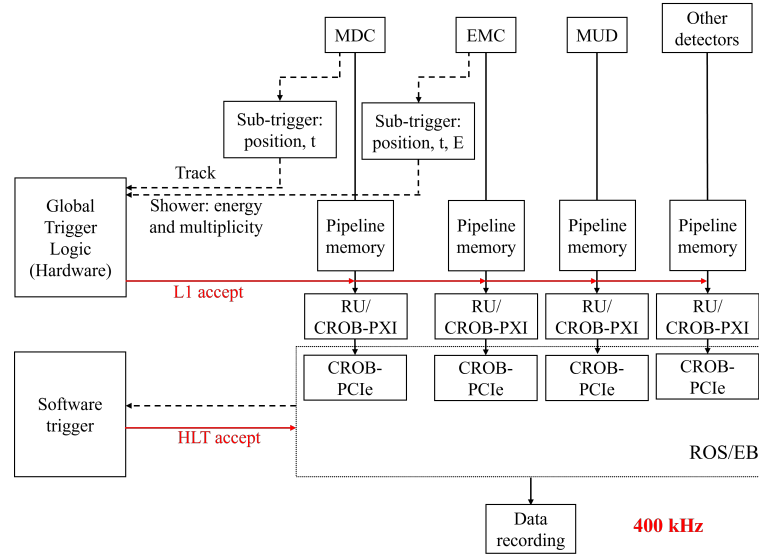 MDC
EMC
MUD
Other
detectors
Sub-trigger:
position, t
Sub-trigger:
position, t, E
Track
Shower: energy
and multiplicity
Global
Trigger
Logic
(Hardware)
Pipeline
memory
Pipeline
memory
Pipeline
memory
Pipeline
memory
L1 accept
RU/
CROB-PXI
RU/
CROB-PXI
RU/
CROB-PXI
RU/
CROB-PXI
CROB-
PCIe
CROB-
PCIe
CROB-
PCIe
CROB-
PCIe
Software
trigger
HLT accept
ROS/EB
Data
recording
400 kHz